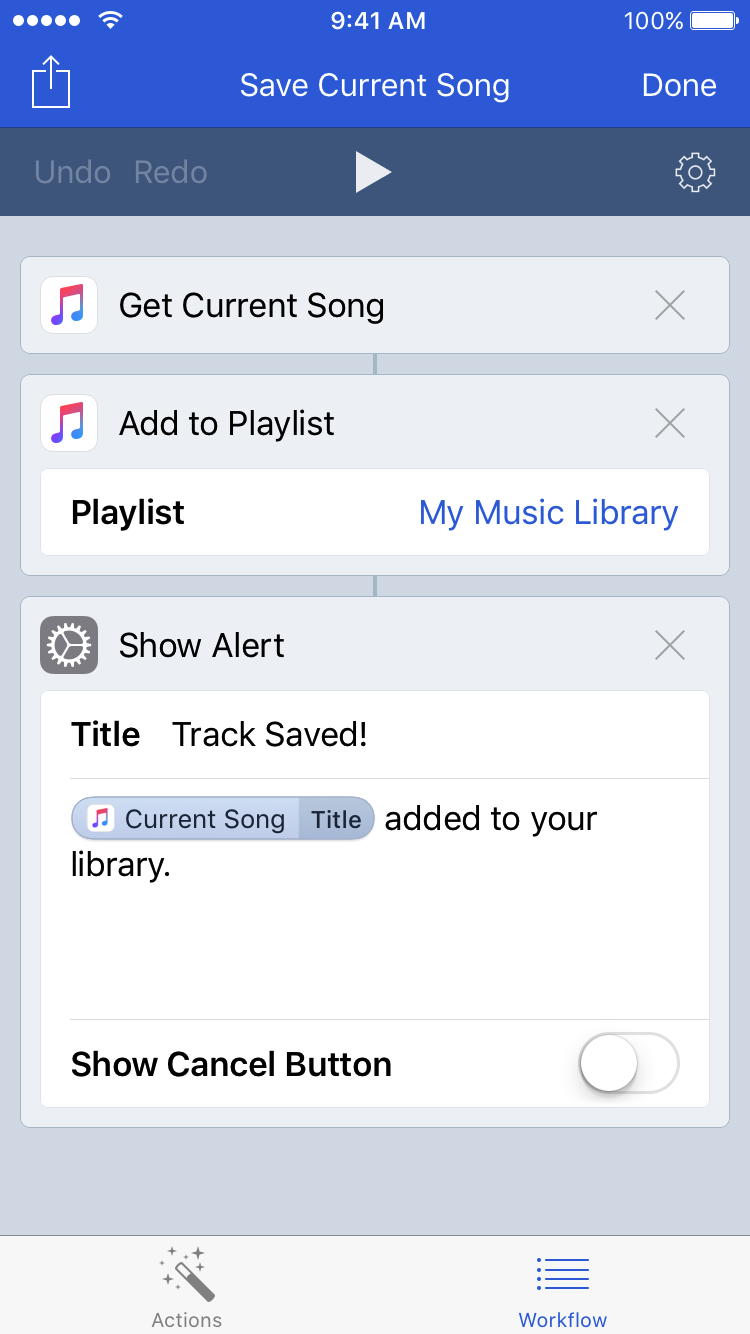 9:41 AM 100%
Save Current Song Done
Undo Redo
Get Current Song
Add to Playlist
Playlist My Music Library
Show Alert
Title Track Saved!
Current Song Title added to your
library.
Show Cancel Button
Actions Workflow